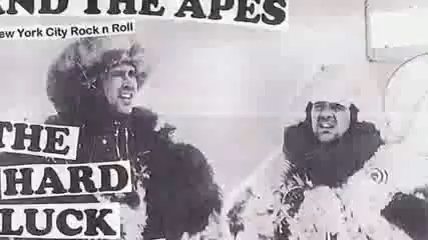 AND THE APES
ew York City Rock n Roll
THE
HARD
LUCK